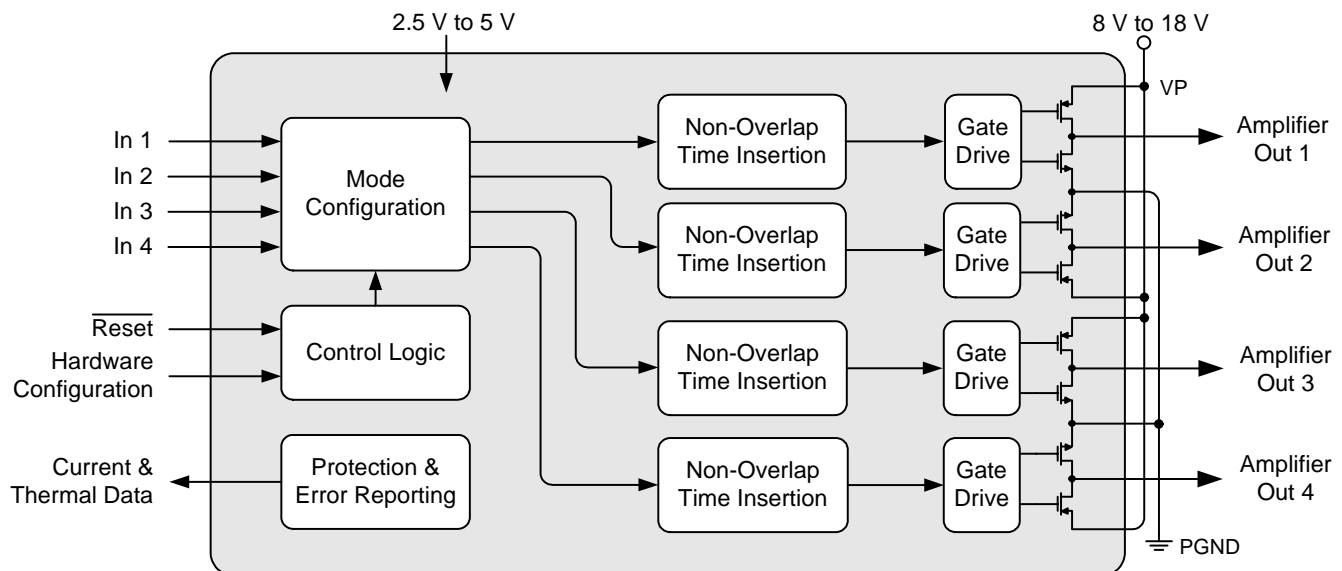 2.5 V to 5 V
8 V to 18 V
VP
In 1
In 2
In 3
In 4
Mode
Configuration
Non-Overlap
Time Insertion
Gate
Drive
Amplifier
Out 1
Non-Overlap
Time Insertion
Gate
Drive
Amplifier
Out 2
Reset
Hardware
Configuration
Control Logic
Non-Overlap
Time Insertion
Gate
Drive
Amplifier
Out 3
Current &
Thermal Data
Protection &
Error Reporting
Non-Overlap
Time Insertion
Gate
Drive
Amplifier
Out 4
PGND